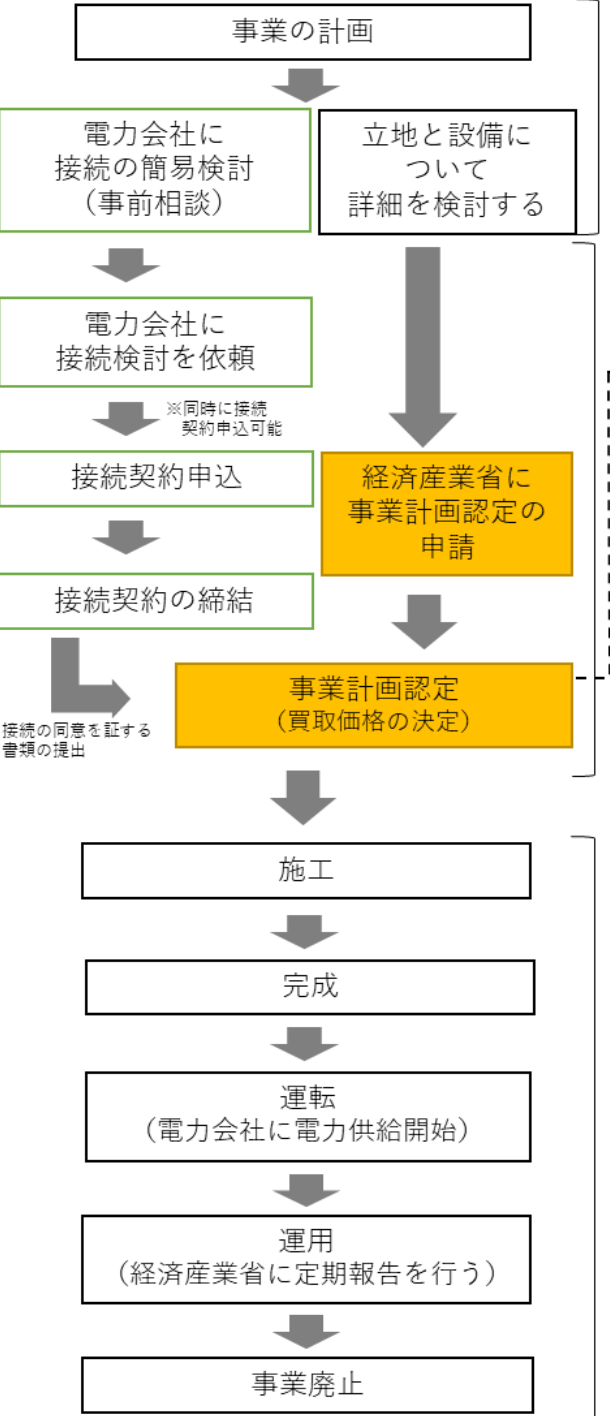 事業の計画
電力会社に
接続の簡易検討
（事前相談）
立地と設備に
ついて
詳細を検討する
電力会社に
接続検討を依頼
※同時に接続
契約申込可能
接続契約申込
経済産業省に
事業計画認定の
申請
接続契約の締結
事業計画認定
（買取価格の決定）
接続の同意を証する
書類の提出
施工
完成
運転
（電力会社に電力供給開始）
運用
（経済産業省に定期報告を行う）
事業廃止